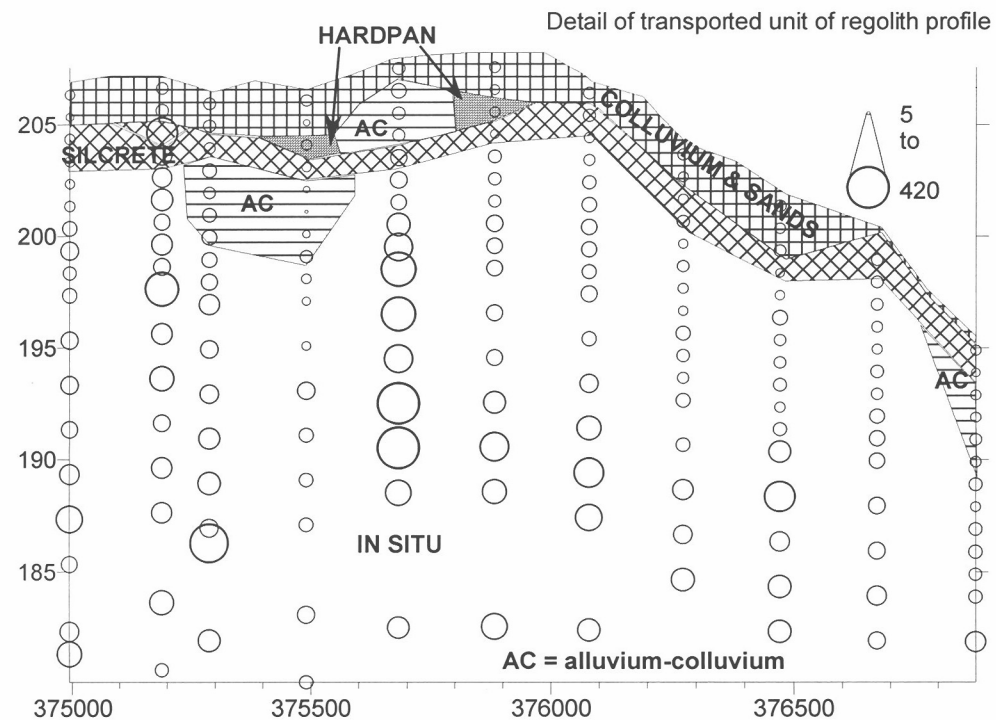 Detail of transported unit of regolith profile
HARDPAN
5
to
420
205
200
195
190
185
SILCRETE
AC
AC
COLLUVIUM & SANDS
AC
IN SITU
AC = alluvium-colluvium
375000
375500
376000
376500